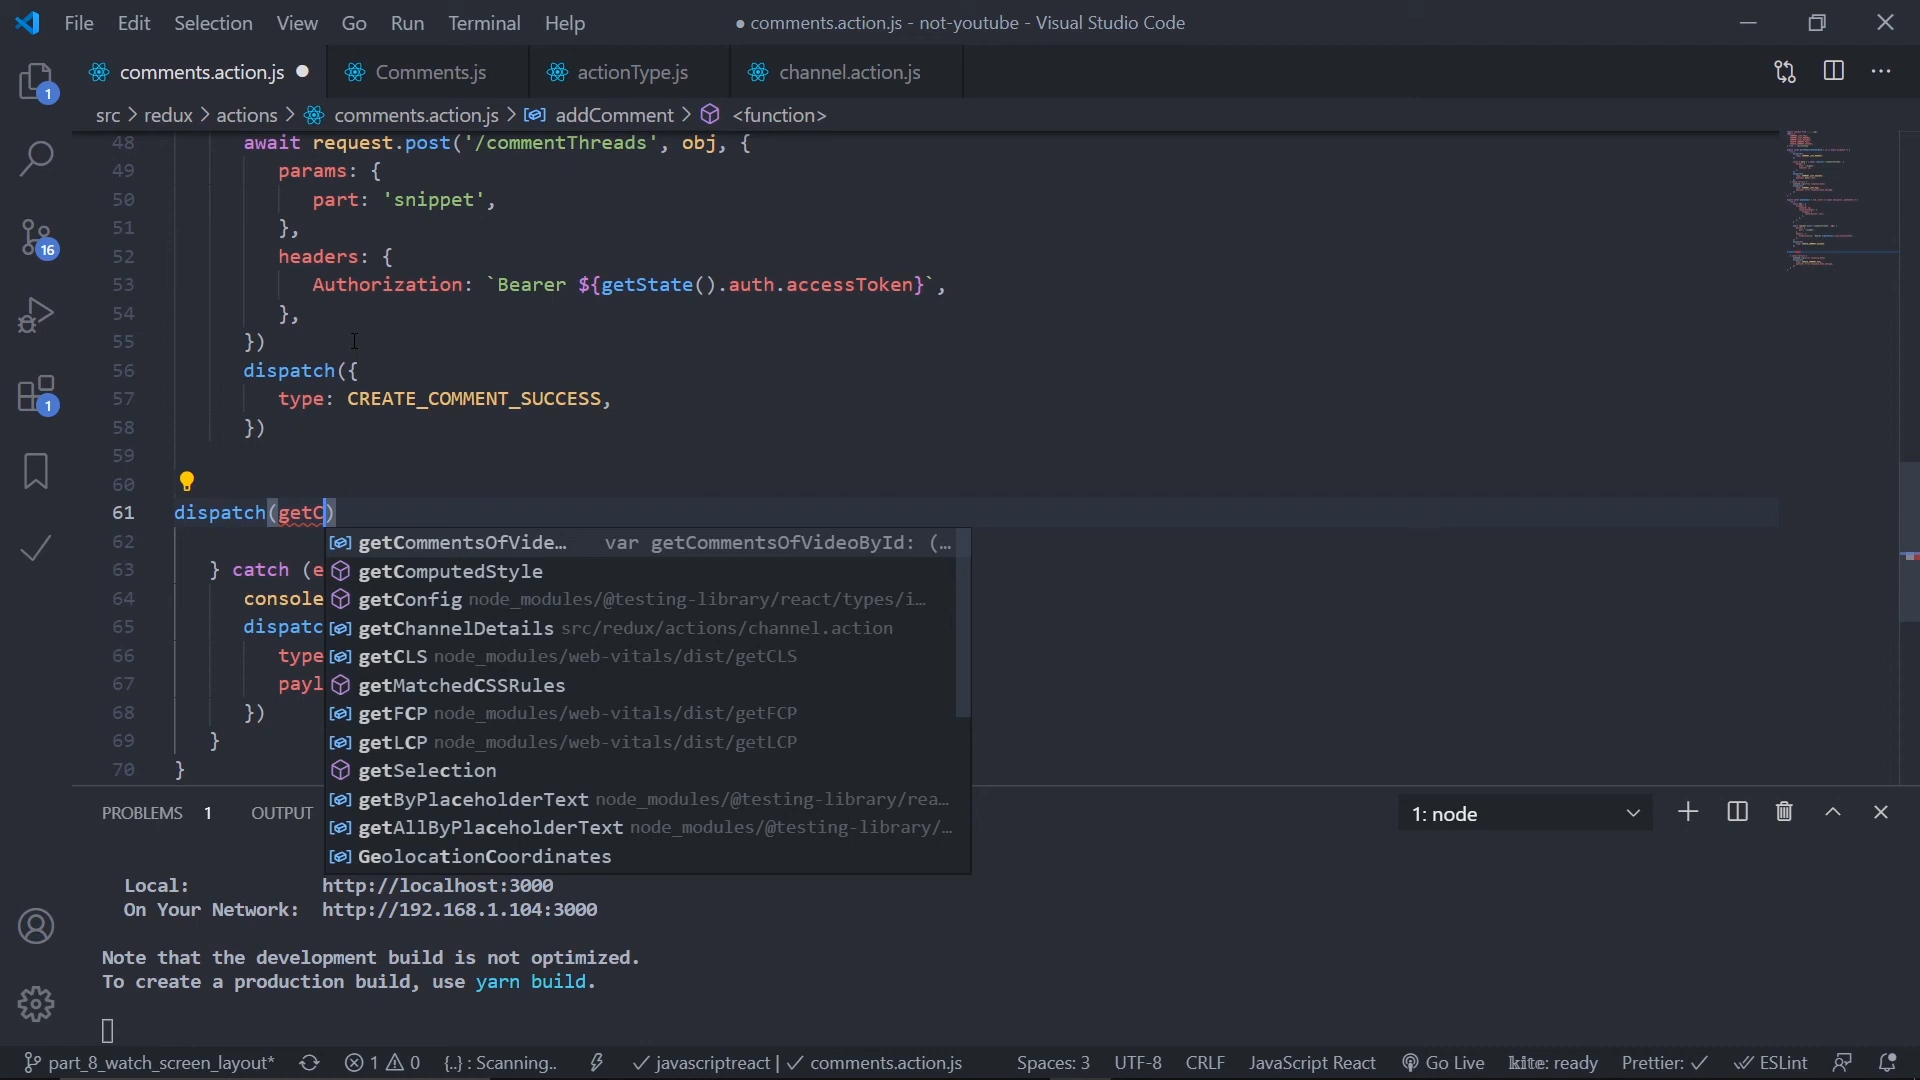 File Edit Selection View Go Run Terminal Help
● comments.action.js - not-youtube - Visual Studio Code
comments.action.js Comments.js actionType.js channel.action.js
src > redux > actions > comments.action.js > addComment > <function>
48 await request.post('/commentThreads', obj, {
49 params: {
50 part: 'snippet',
51 },
52 headers: {
53 Authorization: `Bearer ${getState().auth.accessToken}`,
54 },
55 })
56 dispatch({
57 type: CREATE_COMMENT_SUCCESS,
58 })
59
60
61 dispatch(getC)
62 getCommentsOfVide… var getCommentsOfVideoById: (…
getComputedStyle
63 } catch (e
getConfig node_modules/@testing-library/react/types/i…
64 console
getChannelDetails src/redux/actions/channel.action
65 dispatc
getCLS node_modules/web-vitals/dist/getCLS
66 type
getMatchedCSSRules
67 payl
getFCP node_modules/web-vitals/dist/getFCP
68 })
getLCP node_modules/web-vitals/dist/getLCP
69 }
getSelection
70 }
getByPlaceholderText node_modules/@testing-library/rea…
getAllByPlaceholderText node_modules/@testing-library/…
GeolocationCoordinates
PROBLEMS 1 OUTPUT 1: node
Local: http://localhost:3000
On Your Network: http://192.168.1.104:3000
Note that the development build is not optimized.
To create a production build, use yarn build.
1
16
1
part_8_watch_screen_layout* 1 0 {..} : Scanning.. javascriptreact | comments.action.js Spaces: 3 UTF-8 CRLF JavaScript React Go Live kite: ready Prettier: ESLint